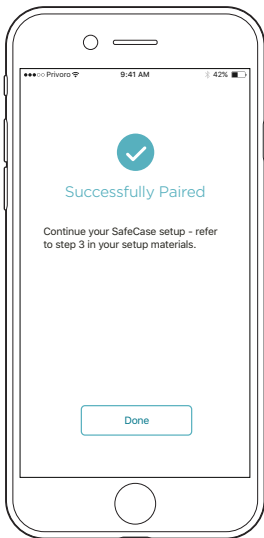 ●●●○○ Privoro 9:41 AM 42%
Successfully Paired
Continue your SafeCase setup - refer
to step 3 in your setup materials.
Done